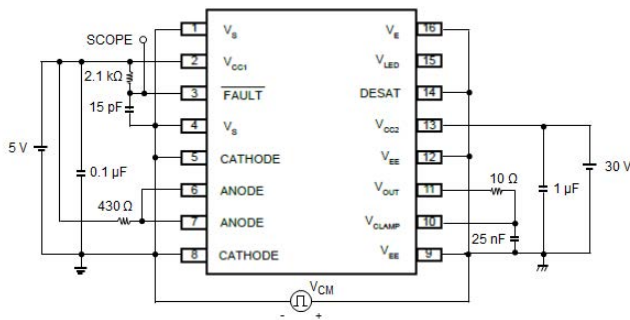 SCOPE
1 V_S V_E 16
2 V_CC1 V_LED 15
2.1 kΩ
3 FAULT DESAT 14
15 pF
4 V_S V_CC2 13
5 V
0.1 µF
5 CATHODE V_EE 12
30 V
6 ANODE V_OUT 11
10 Ω
1 µF
430 Ω
7 ANODE V_CLAMP 10
25 nF
8 CATHODE V_EE 9
V_CM
- +